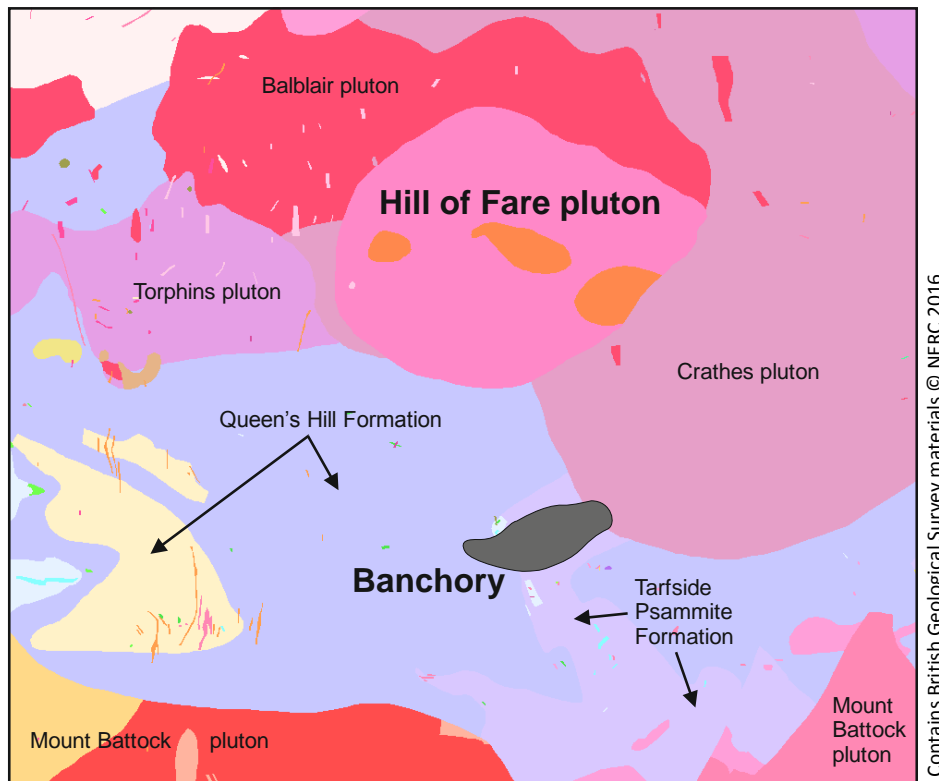 Balblair pluton
Hill of Fare pluton
Torphins pluton
Crathes pluton
Queen's Hill Formation
Banchory
Tarfside
Psammite
Formation
Mount Battock pluton
Mount
Battock
pluton
Contains British Geological Survey materials © NERC 2016